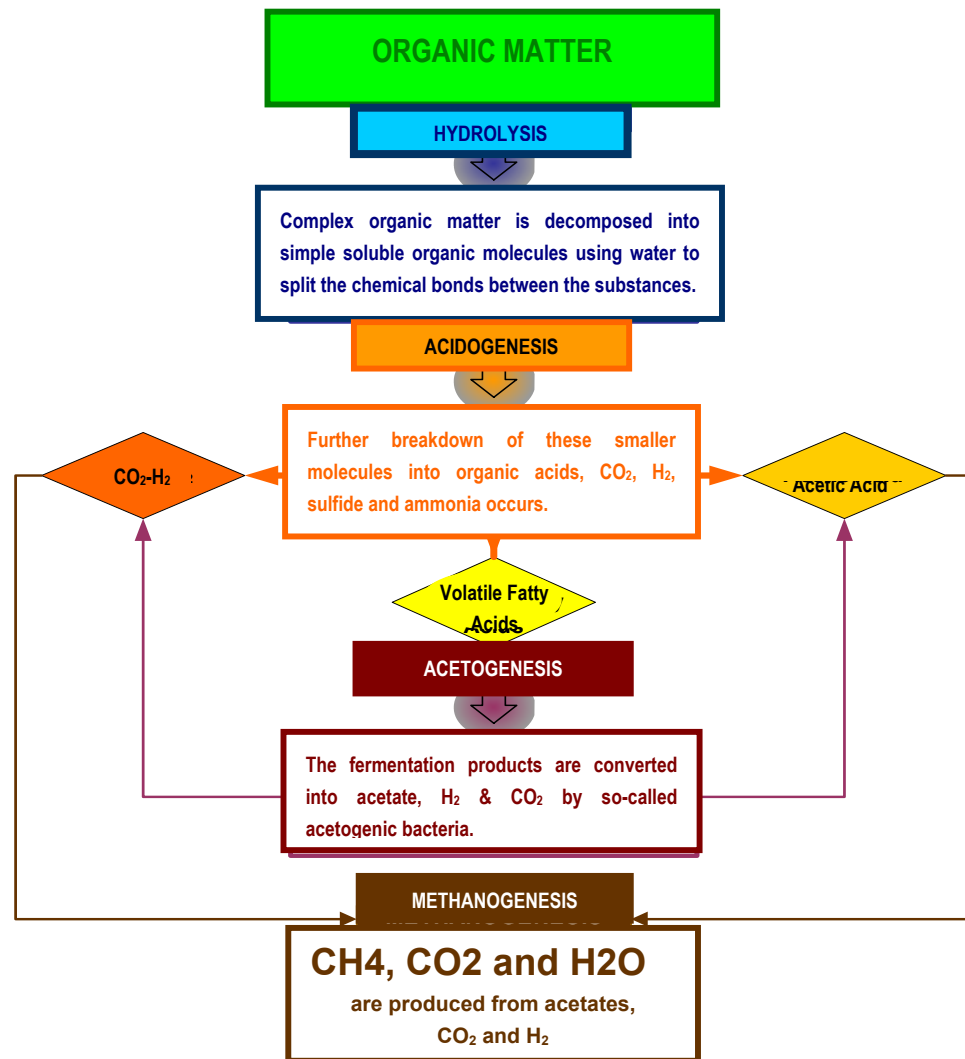 ORGANIC MATTER
HYDROLYSIS
Complex organic matter is decomposed into
simple soluble organic molecules using water to
split the chemical bonds between the substances.
ACIDOGENESIS
Further breakdown of these smaller
molecules into organic acids, CO₂, H₂,
sulfide and ammonia occurs.
CO₂-H₂
Acetic Acid
Volatile Fatty
Acids
ACETOGENESIS
The fermentation products are converted
into acetate, H₂ & CO₂ by so-called
acetogenic bacteria.
METHANOGENESIS
CH4, CO2 and H2O
are produced from acetates,
CO₂ and H₂